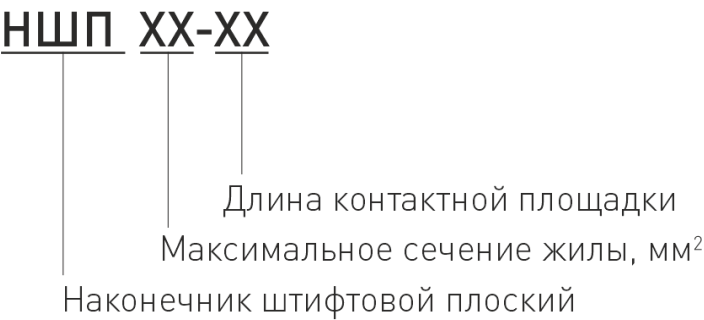 НШП XX-XX
Длина контактной площадки
Максимальное сечение жилы, мм²
Наконечник штифтовой плоский